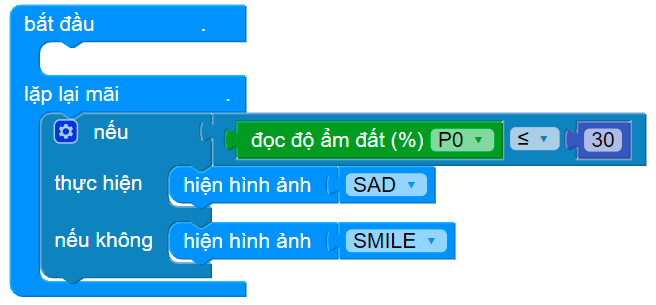 bắt đầu .
lặp lại mãi .
nếu đọc độ ẩm đất (%) P0 ≤ 30
thực hiện hiện hình ảnh SAD
nếu không hiện hình ảnh SMILE